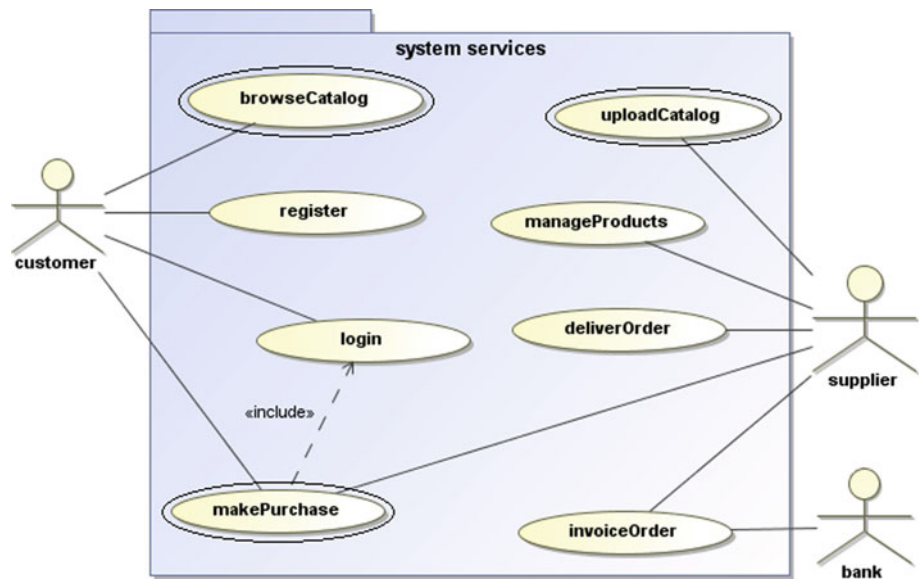 system services
browseCatalog
uploadCatalog
register
manageProducts
customer
login
deliverOrder
supplier
«include»
makePurchase
invoiceOrder
bank